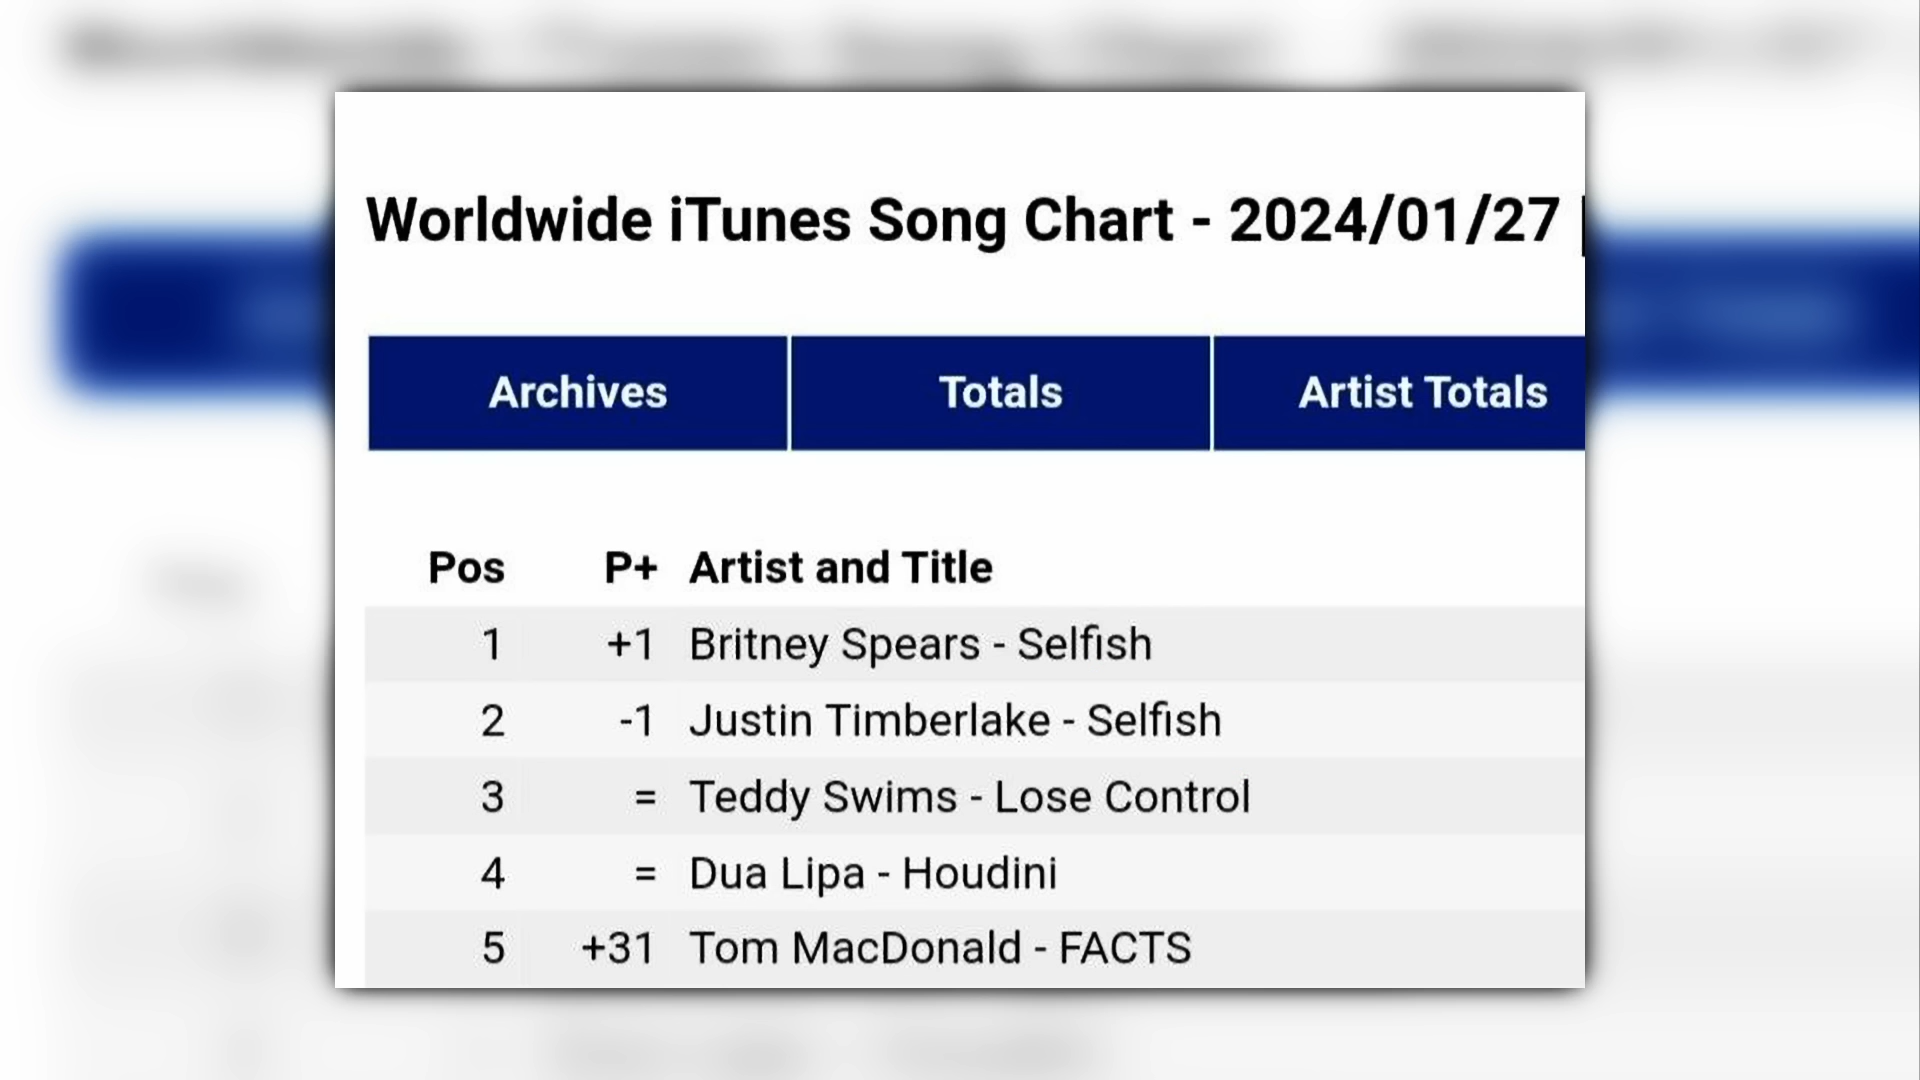 Worldwide iTunes Song Chart - 2024/01/27 |
Archives Totals Artist Totals
Pos P+ Artist and Title
1 +1 Britney Spears - Selfish
2 -1 Justin Timberlake - Selfish
3 = Teddy Swims - Lose Control
4 = Dua Lipa - Houdini
5 +31 Tom MacDonald - FACTS